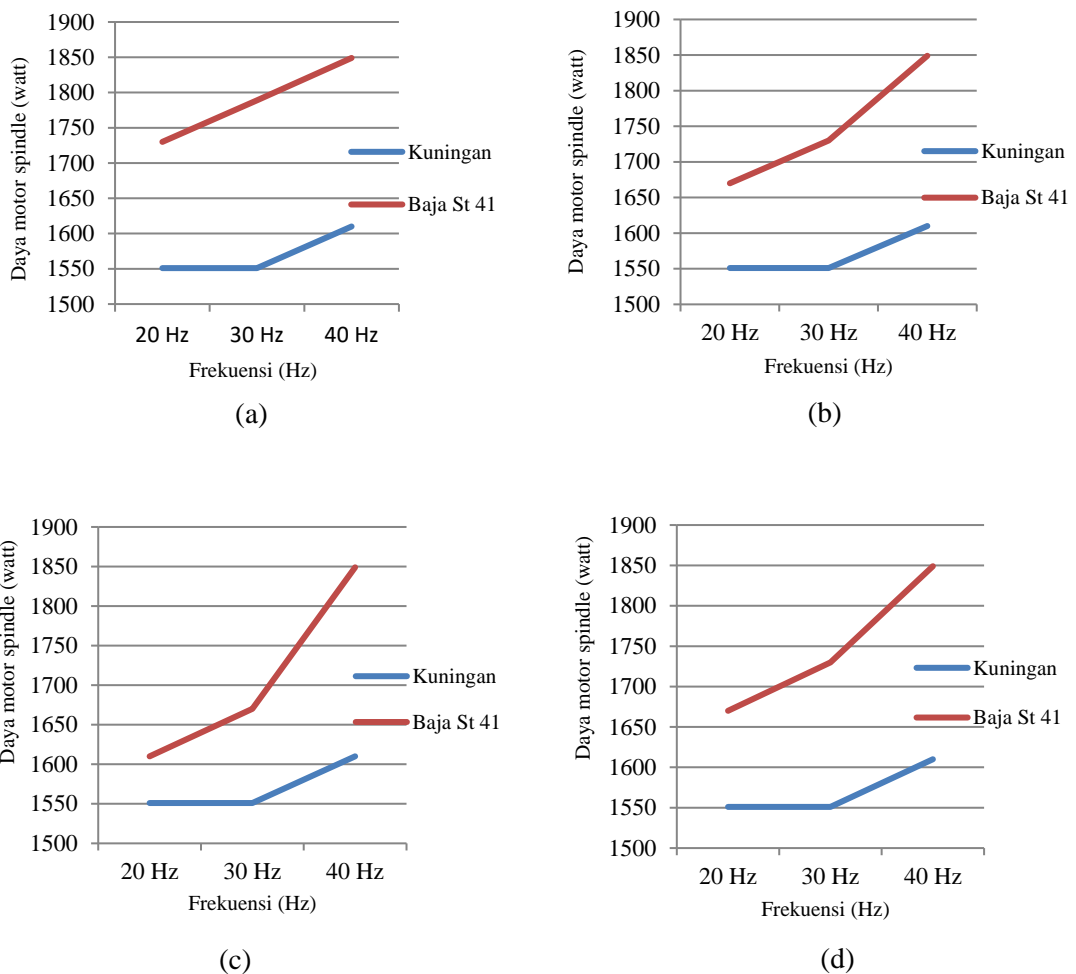 Daya motor spindle (watt)
1900
1850
1800
1750
1700
1650
1600
1550
1500
Kuningan
Baja St 41
20 Hz 30 Hz 40 Hz
Frekuensi (Hz)
(a)
Daya motor spindle (watt)
1900
1850
1800
1750
1700
1650
1600
1550
1500
Kuningan
Baja St 41
20 Hz 30 Hz 40 Hz
Frekuensi (Hz)
(b)
Daya motor spindle (watt)
1900
1850
1800
1750
1700
1650
1600
1550
1500
Kuningan
Baja St 41
20 Hz 30 Hz 40 Hz
Frekuensi (Hz)
(c)
Daya motor spindle (watt)
1900
1850
1800
1750
1700
1650
1600
1550
1500
Kuningan
Baja St 41
20 Hz 30 Hz 40 Hz
Frekuensi (Hz)
(d)